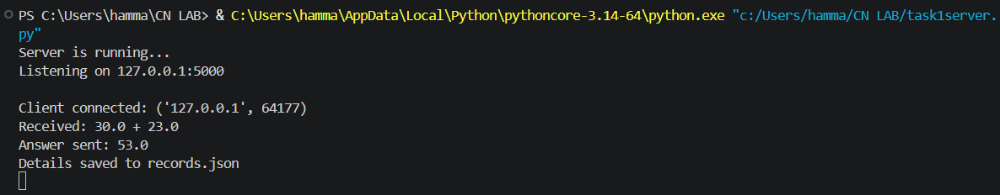 PS C:\Users\hamma\CN LAB> & C:\Users\hamma\AppData\Local\Python\pythoncore-3.14-64\python.exe "c:/Users/hamma/CN LAB/task1server.
py"
Server is running...
Listening on 127.0.0.1:5000
Client connected: ('127.0.0.1', 64177)
Received: 30.0 + 23.0
Answer sent: 53.0
Details saved to records.json